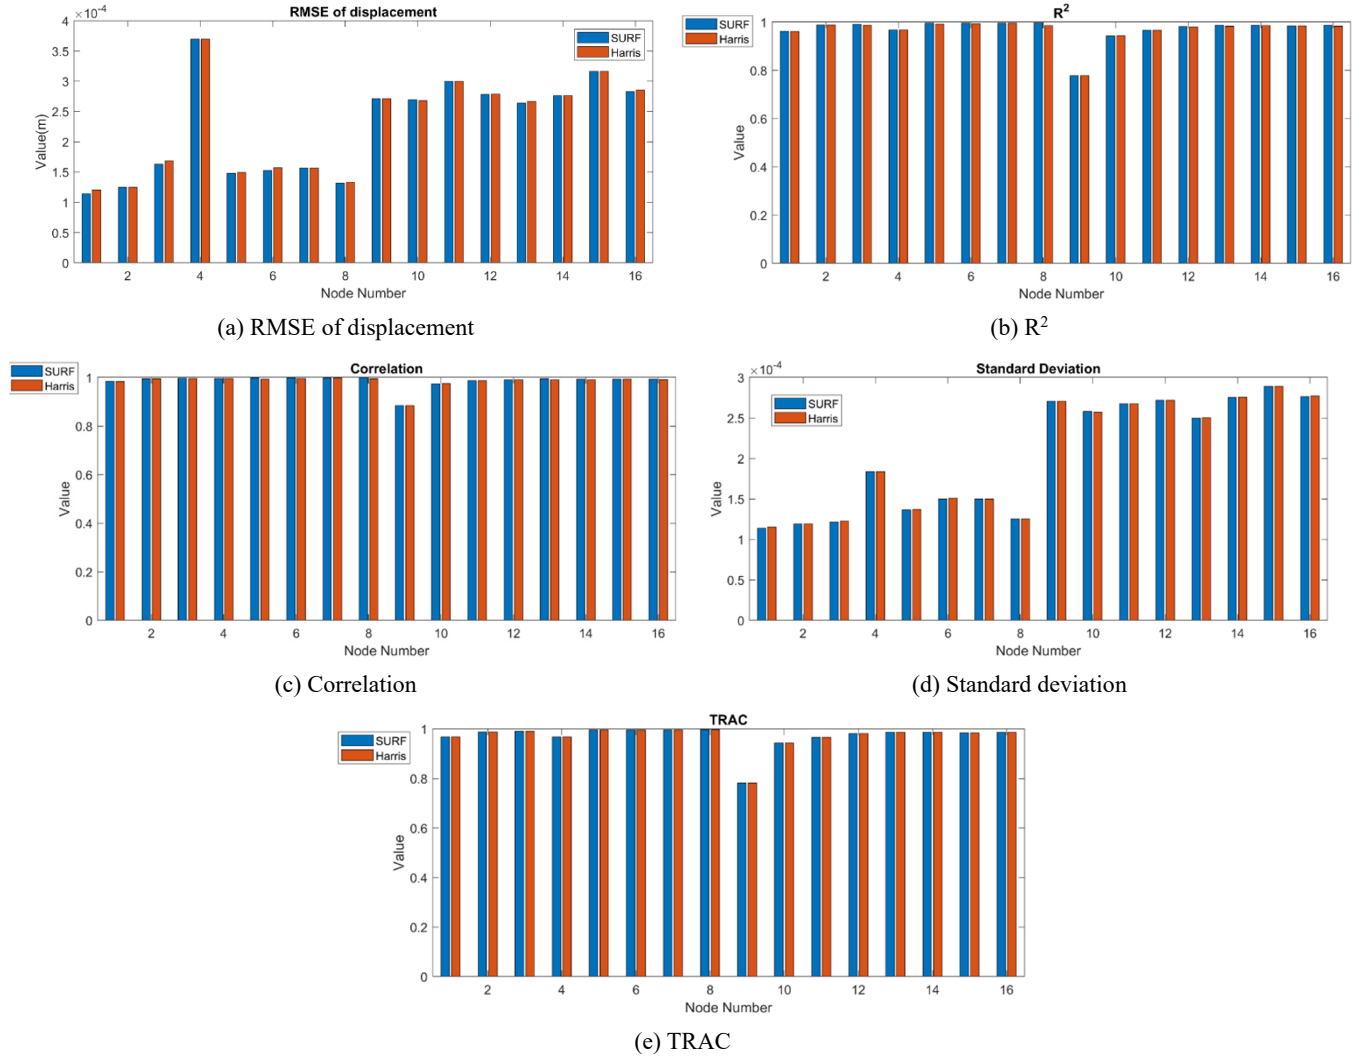 RMSE of displacement
×10⁻⁴
4
3.5
3
2.5
2
1.5
1
0.5
0
Value(m)
SURF
Harris
2 4 6 8 10 12 14 16
Node Number
(a) RMSE of displacement
R²
SURF
Harris
1
0.8
0.6
0.4
0.2
0
Value
2 4 6 8 10 12 14 16
Node Number
(b) R²
Correlation
SURF
Harris
1
0.8
0.6
0.4
0.2
0
Value
2 4 6 8 10 12 14 16
Node Number
(c) Correlation
Standard Deviation
×10⁻⁴
3
2.5
2
1.5
1
0.5
0
Value
SURF
Harris
2 4 6 8 10 12 14 16
Node Number
(d) Standard deviation
TRAC
SURF
Harris
1
0.8
0.6
0.4
0.2
0
Value
2 4 6 8 10 12 14 16
Node Number
(e) TRAC